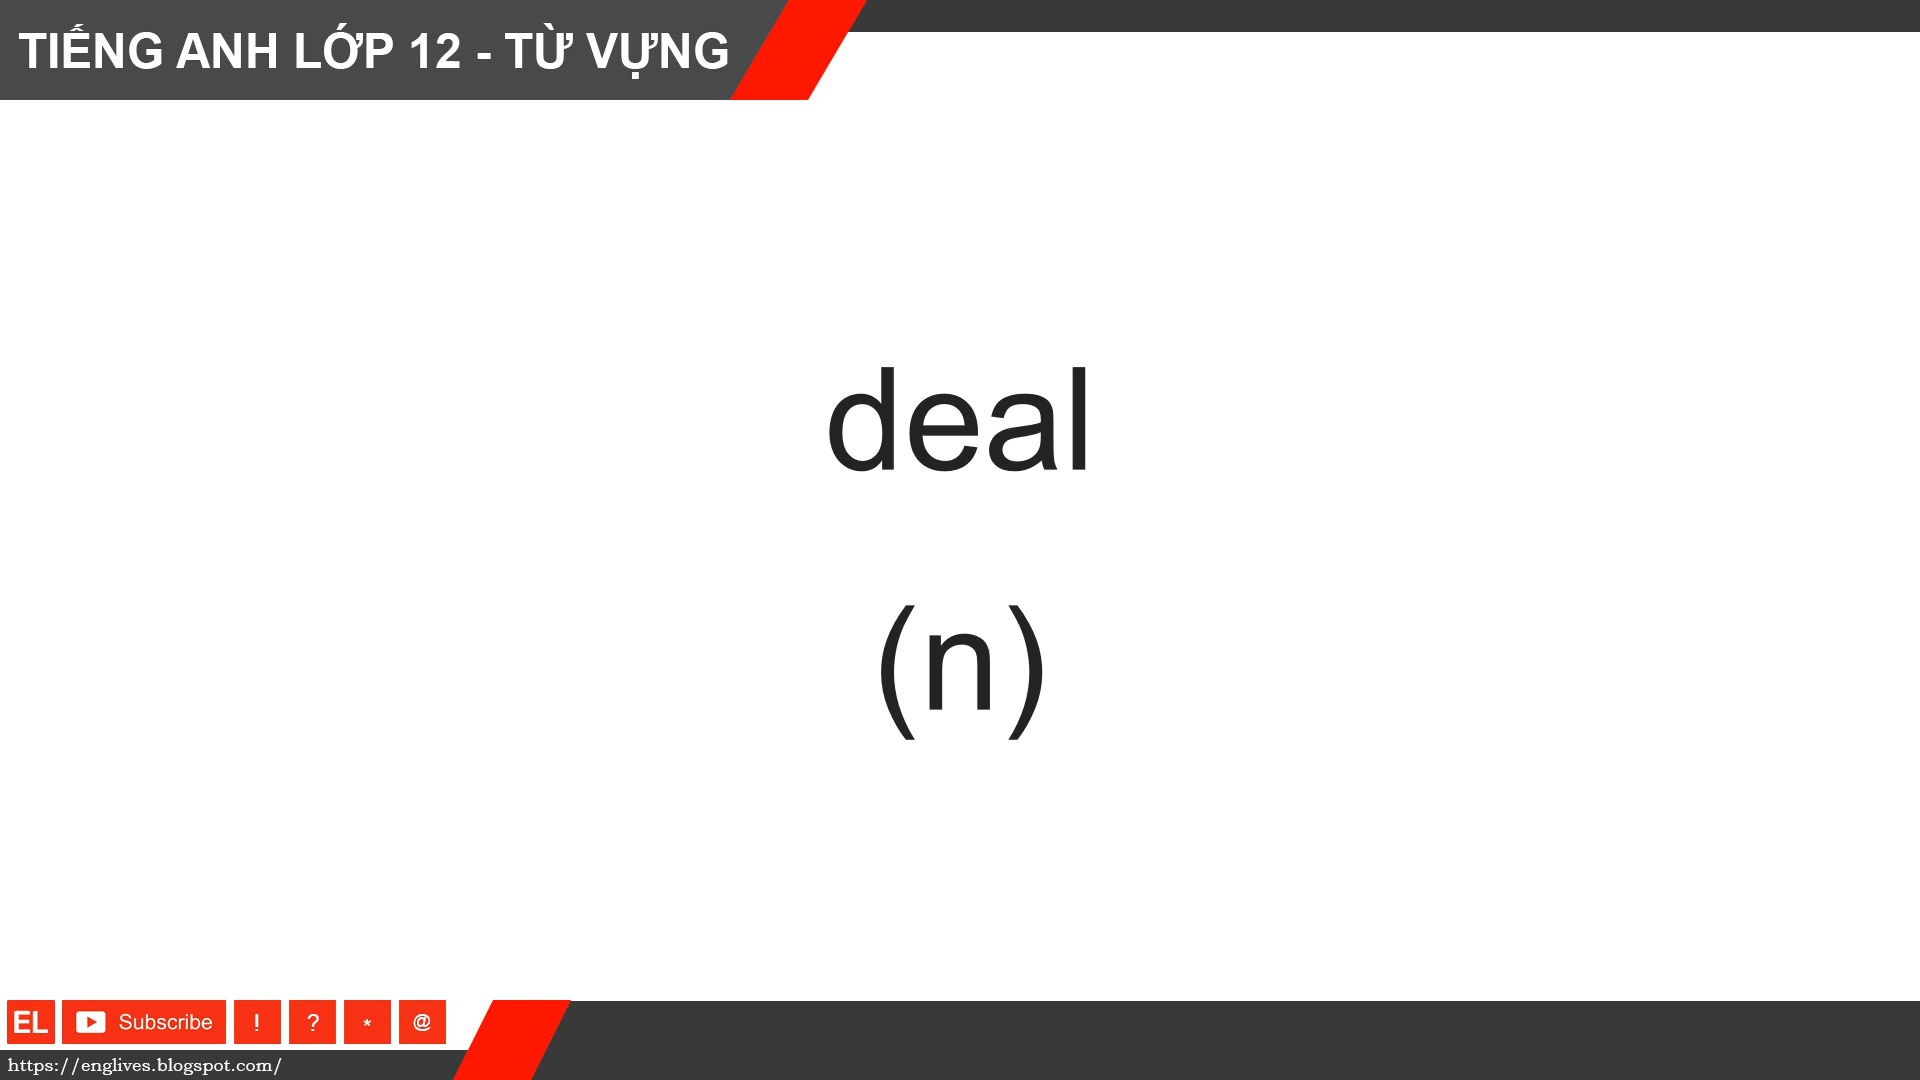 TIẾNG ANH LỚP 12 - TỪ VỰNG
deal
(n)
EL Subscribe ! ? * @
https://englives.blogspot.com/